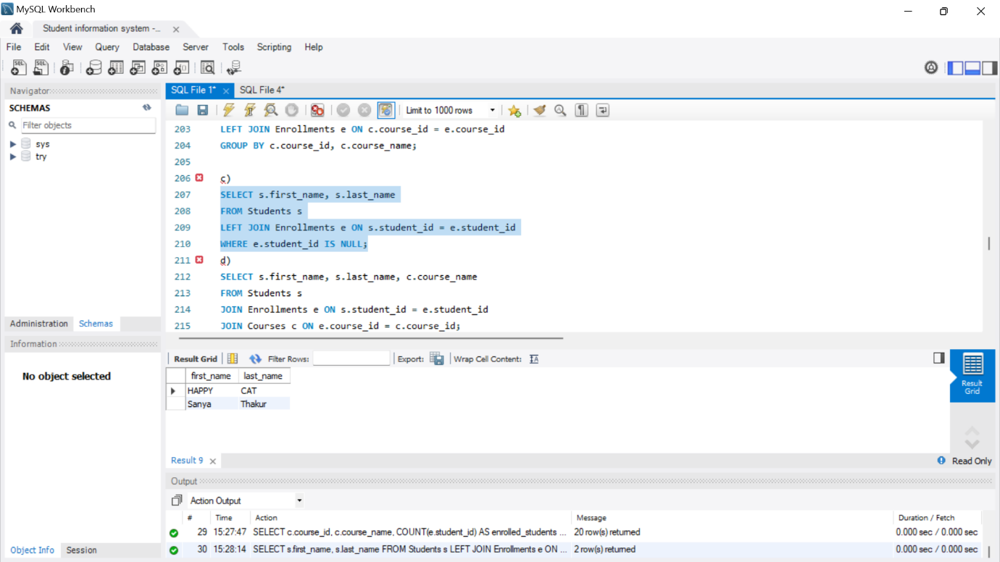 MySQL Workbench
Student information system -...
File Edit View Query Database Server Tools Scripting Help
SQL SQL
Navigator
SCHEMAS
Filter objects
sys
try
Administration Schemas
Information
No object selected
Object Info Session
SQL File 1* SQL File 4*
Limit to 1000 rows
203 LEFT JOIN Enrollments e ON c.course_id = e.course_id
204 GROUP BY c.course_id, c.course_name;
205
206 c)
207 SELECT s.first_name, s.last_name
208 FROM Students s
209 LEFT JOIN Enrollments e ON s.student_id = e.student_id
210 WHERE e.student_id IS NULL;
211 d)
212 SELECT s.first_name, s.last_name, c.course_name
213 FROM Students s
214 JOIN Enrollments e ON s.student_id = e.student_id
215 JOIN Courses c ON e.course_id = c.course_id;
Result Grid Filter Rows: Export: Wrap Cell Content: IA
first_name last_name
HAPPY CAT
Sanya Thakur
Result Grid
Result 9
Read Only
Output
Action Output
# Time Action Message Duration / Fetch
29 15:27:47 SELECT c.course_id, c.course_name, COUNT(e.student_id) AS enrolled_students ... 20 row(s) returned 0.000 sec / 0.000 sec
30 15:28:14 SELECT s.first_name, s.last_name FROM Students s LEFT JOIN Enrollments e ON ... 2 row(s) returned 0.000 sec / 0.000 sec